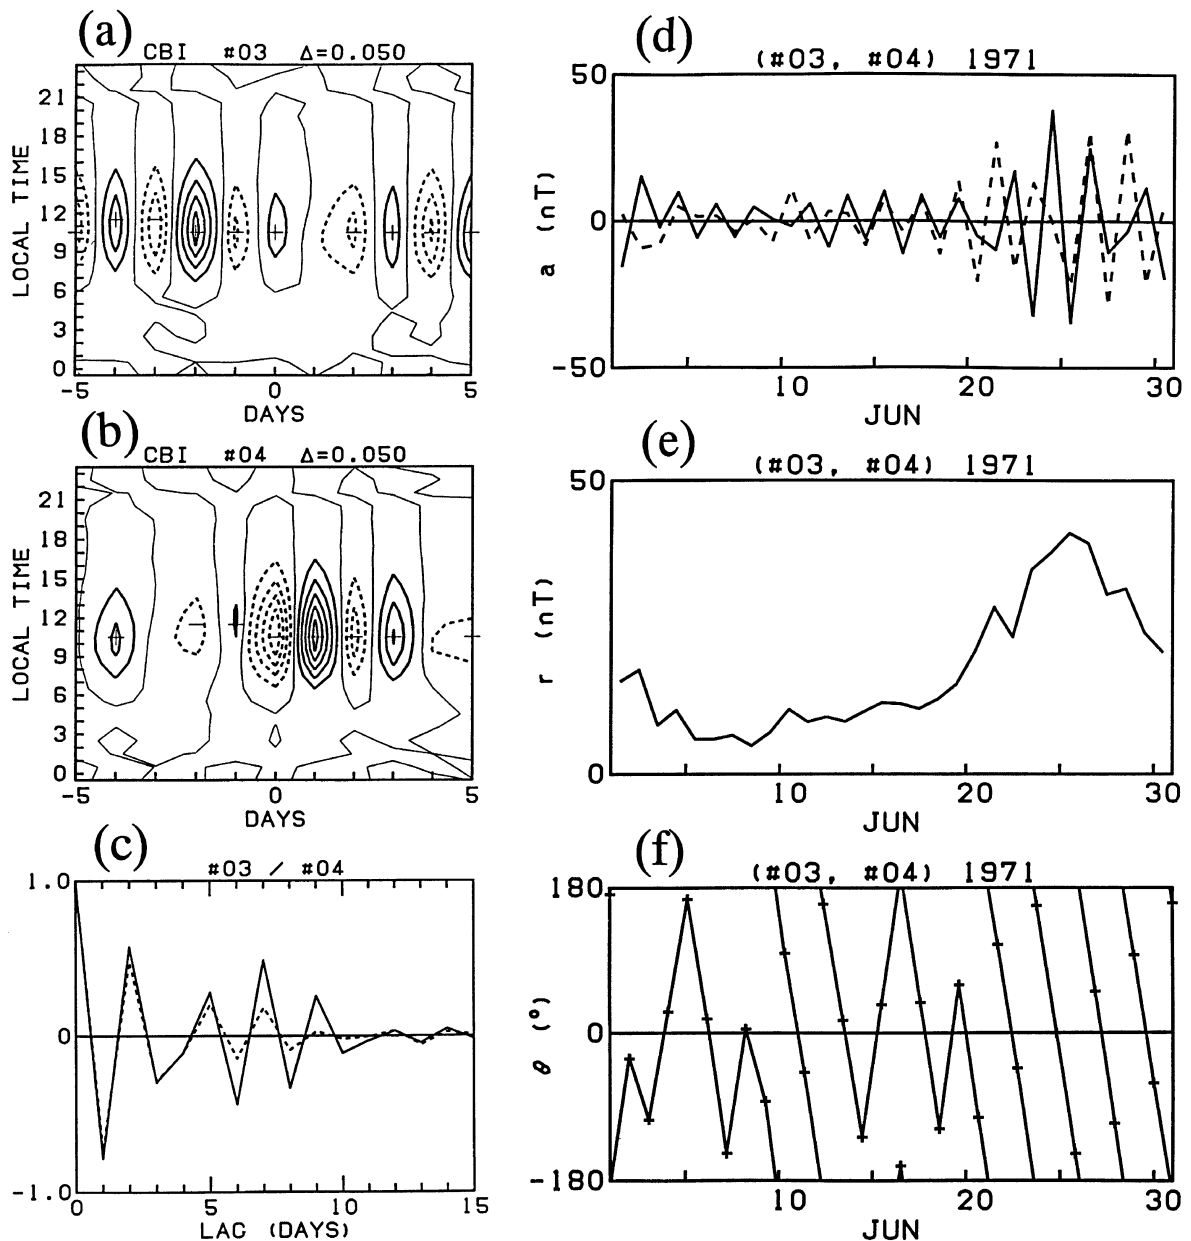 (a)
CBI #03 Δ=0.050
LOCAL TIME
21
18
15
12
9
6
3
0
-5 0 5
DAYS
(b)
CBI #04 Δ=0.050
LOCAL TIME
21
18
15
12
9
6
3
0
-5 0 5
DAYS
(c)
#03 / #04
1.0
0
-1.0
0 5 10 15
LAG (DAYS)
(d)
(#03, #04) 1971
a (nT)
50
0
-50
10 20 30
JUN
(e)
(#03, #04) 1971
r (nT)
50
0
10 20 30
JUN
(f)
(#03, #04) 1971
θ (°)
180
0
-180
10 20 30
JUN